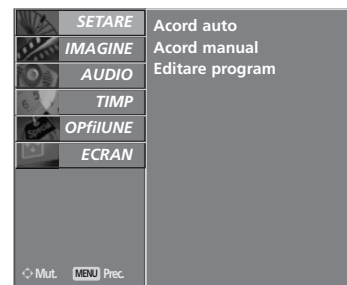 SETARE
IMAGINE
AUDIO
TIMP
OPfiIUNE
ECRAN
Acord auto
Acord manual
Editare program
Mut. MENU Prec.